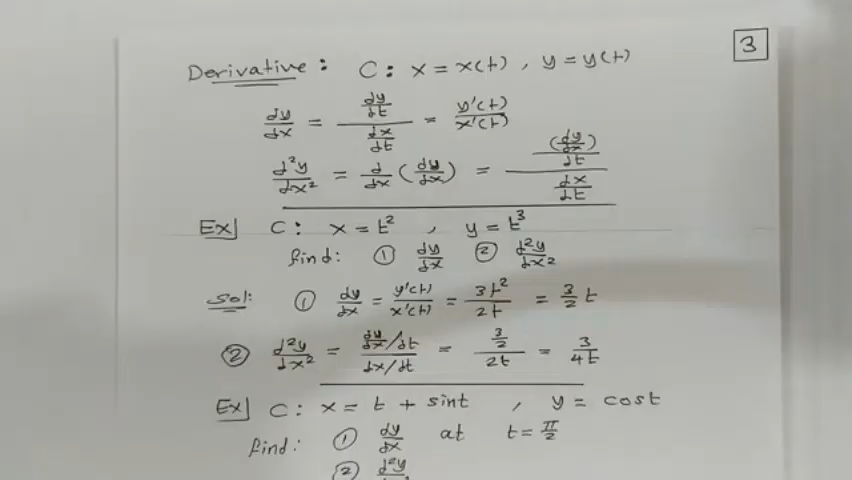 3
Derivative : C : x = x(t) , y = y(t)
dy/dx = (dy/dt)/(dx/dt) = y'(t)/x'(t)
d²y/dx² = d/dx (dy/dx) = ((dy/dx)/dt)/(dx/dt)
Ex] C : x = t² , y = t³
find : ① dy/dx ② d²y/dx²
Sol: ① dy/dx = y'(t)/x'(t) = 3t²/2t = 3/2 t
② d²y/dx² = (dy/dx/dt)/(dx/dt) = (3/2)/2t = 3/4t
Ex] C : x = t + sint , y = cost
find : ① dy/dx at t = π/2
② d²y